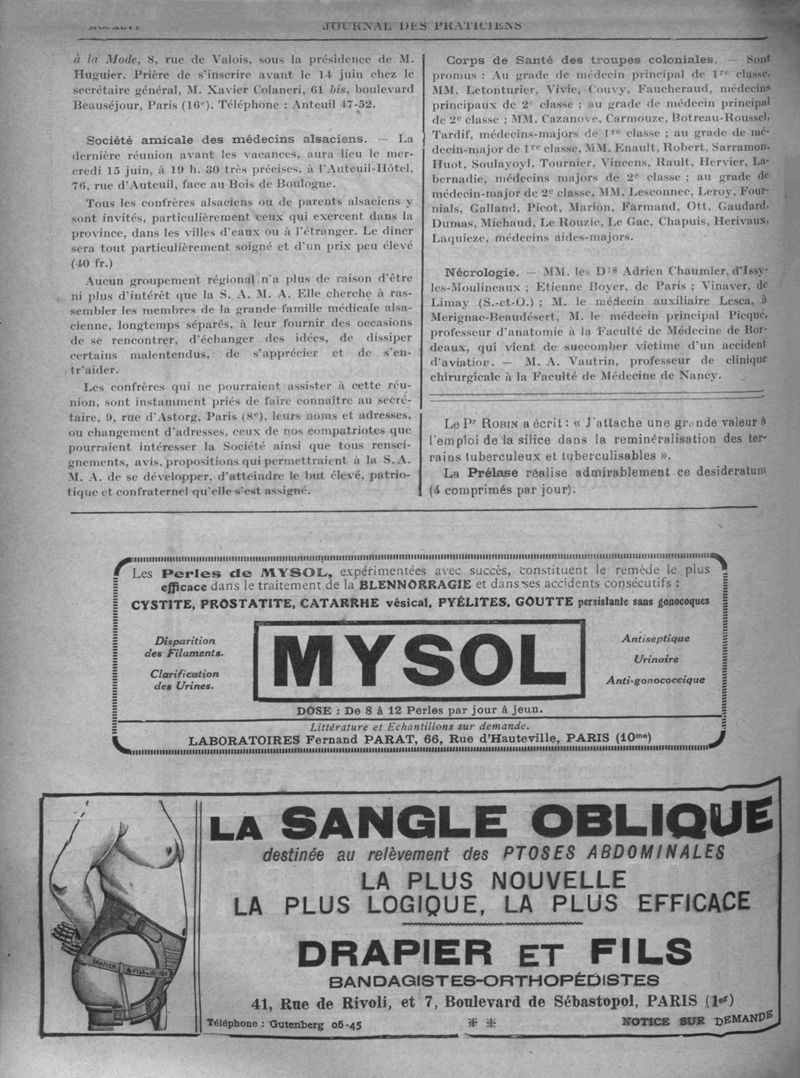 JOURNAL DES PRATICIENS
à la Mode, 8, rue de Valois, sous la présidence de M.
Huguier. Prière de s'inscrire avant le 14 juin chez le
secrétaire général, M. Xavier Colaneri, 61 bis, boulevard
Beauséjour, Paris (16e). Téléphone : Anteuil 47-52.
Société amicale des médecins alsaciens. — La
dernière réunion avant les vacances, aura lieu le mer-
credi 15 juin, à 19 h. 30 très précises, à l'Auteuil-Hôtel,
76, rue d'Auteuil, face au Bois de Boulogne.
Tous les confrères alsaciens ou de parents alsaciens y
sont invités, particulièrement ceux qui exercent dans la
province, dans les villes d'eaux ou à l'étranger. Le dîner
sera tout particulièrement soigné et d'un prix peu élevé
(40 fr.)
Aucun groupement régional n'a plus de raison d'être
ni plus d'intérêt que la S. A. M. A. Elle cherche à ras-
sembler les membres de la grande famille médicale alsa-
cienne, longtemps séparés, à leur fournir des occasions
de se rencontrer, d'échanger des idées, de dissiper
certains malentendus, de s'apprécier et de s'en-
tr'aider.
Les confrères qui ne pourraient assister à cette réu-
nion, sont instamment priés de faire connaître au secré-
taire, 9, rue d'Astorg, Paris (8e), leurs noms et adresses,
ou changement d'adresses, ceux de nos compatriotes que
pourraient intéresser la Société ainsi que tous rensei-
gnements, avis, propositions qui permettraient à la S. A.
M. A. de se développer, d'atteindre le but élevé, patrio-
tique et confraternel qu'elle s'est assigné.
Corps de Santé des troupes coloniales. — Sont
promus : Au grade de médecin principal de 1re classe,
MM. Letonturier, Vivie, Couvy, Faucheraud, médecins
principaux de 2e classe ; au grade de médecin principal
de 2e classe ; MM. Cazanove, Carmouze, Botreau-Roussel,
Tardif, médecins-majors de 1re classe ; au grade de mé-
decin-major de 1re classe, MM. Enault, Robert, Sarramon,
Huot, Soulayoyl, Tournier, Vincens, Rault, Hervier, La-
bernadie, médecins majors de 2e classe ; au grade de
médecin-major de 2e classe, MM. Lesconnec, Leroy, Four-
nials, Galland, Picot, Marion, Farmand, Ott, Gaudard,
Dumas, Michaud, Le Rouzic, Le Gac, Chapuis, Herivaux,
Laquieze, médecins aides-majors.
Nécrologie. — MM. les Drs Adrien Chaumier, d'Issy-
les-Moulineaux ; Etienne Boyer, de Paris ; Vinaver, de
Limay (S.-et-O.) ; M. le médecin auxiliaire Lesca, à
Merignac-Beaudésert, M. le médecin principal Picqué,
professeur d'anatomie à la Faculté de Médecine de Bor-
deaux, qui vient de succomber victime d'un accident
d'aviation. — M. A. Vautrin, professeur de clinique
chirurgicale à la Faculté de Médecine de Nancy.
Le Pr ROBIN a écrit : « J'attache une grande valeur à
l'emploi de la silice dans la reminéralisation des ter-
rains tuberculeux et tuberculisables ».
La Prélase réalise admirablement ce desideratum
(4 comprimés par jour).
Les Perles de MYSOL, expérimentées avec succès, constituent le remède le plus
efficace dans le traitement de la BLENNORRAGIE et dans ses accidents consécutifs :
CYSTITE, PROSTATITE, CATARRHE vésical, PYÉLITES, GOUTTE persistante sans gonocoques
Disparition
des Filaments.
Clarification
des Urines.
MYSOL
Antiseptique
Urinaire
Anti-gonococcique
DOSE : De 8 à 12 Perles par jour à jeun.
Littérature et Echantillons sur demande.
LABORATOIRES Fernand PARAT, 66, Rue d'Hauteville, PARIS (10me)
DRAPIER & FILS
LA SANGLE OBLIQUE
destinée au relèvement des PTOSES ABDOMINALES
LA PLUS NOUVELLE
LA PLUS LOGIQUE, LA PLUS EFFICACE
DRAPIER ET FILS
BANDAGISTES-ORTHOPÉDISTES
41, Rue de Rivoli, et 7, Boulevard de Sébastopol, PARIS (1er)
Téléphone : Gutenberg 06-45
NOTICE SUR DEMANDE